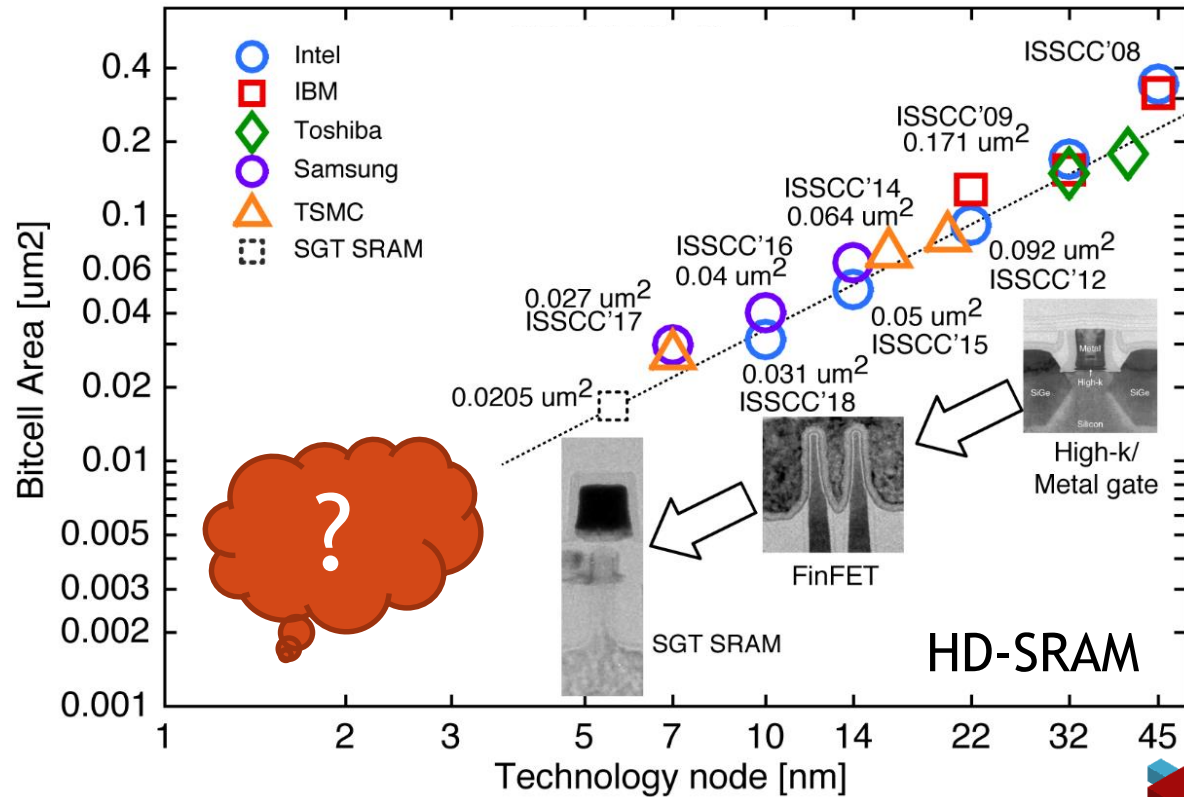 Intel
IBM
Toshiba
Samsung
TSMC
SGT SRAM
ISSCC'08
ISSCC'09
0.171 um2
ISSCC'14
0.064 um2
ISSCC'16
0.04 um2
0.027 um2
ISSCC'17
0.0205 um2
0.092 um2
ISSCC'12
0.05 um2
ISSCC'15
0.031 um2
ISSCC'18
Metal
High-k
SiGe
SiGe
Silicon
High-k/
Metal gate
FinFET
SGT SRAM
?
HD-SRAM
Bitcell Area [um2]
0.4
0.2
0.1
0.06
0.04
0.02
0.01
0.005
0.003
0.002
0.001
1 2 3 5 7 10 14 22 32 45
Technology node [nm]